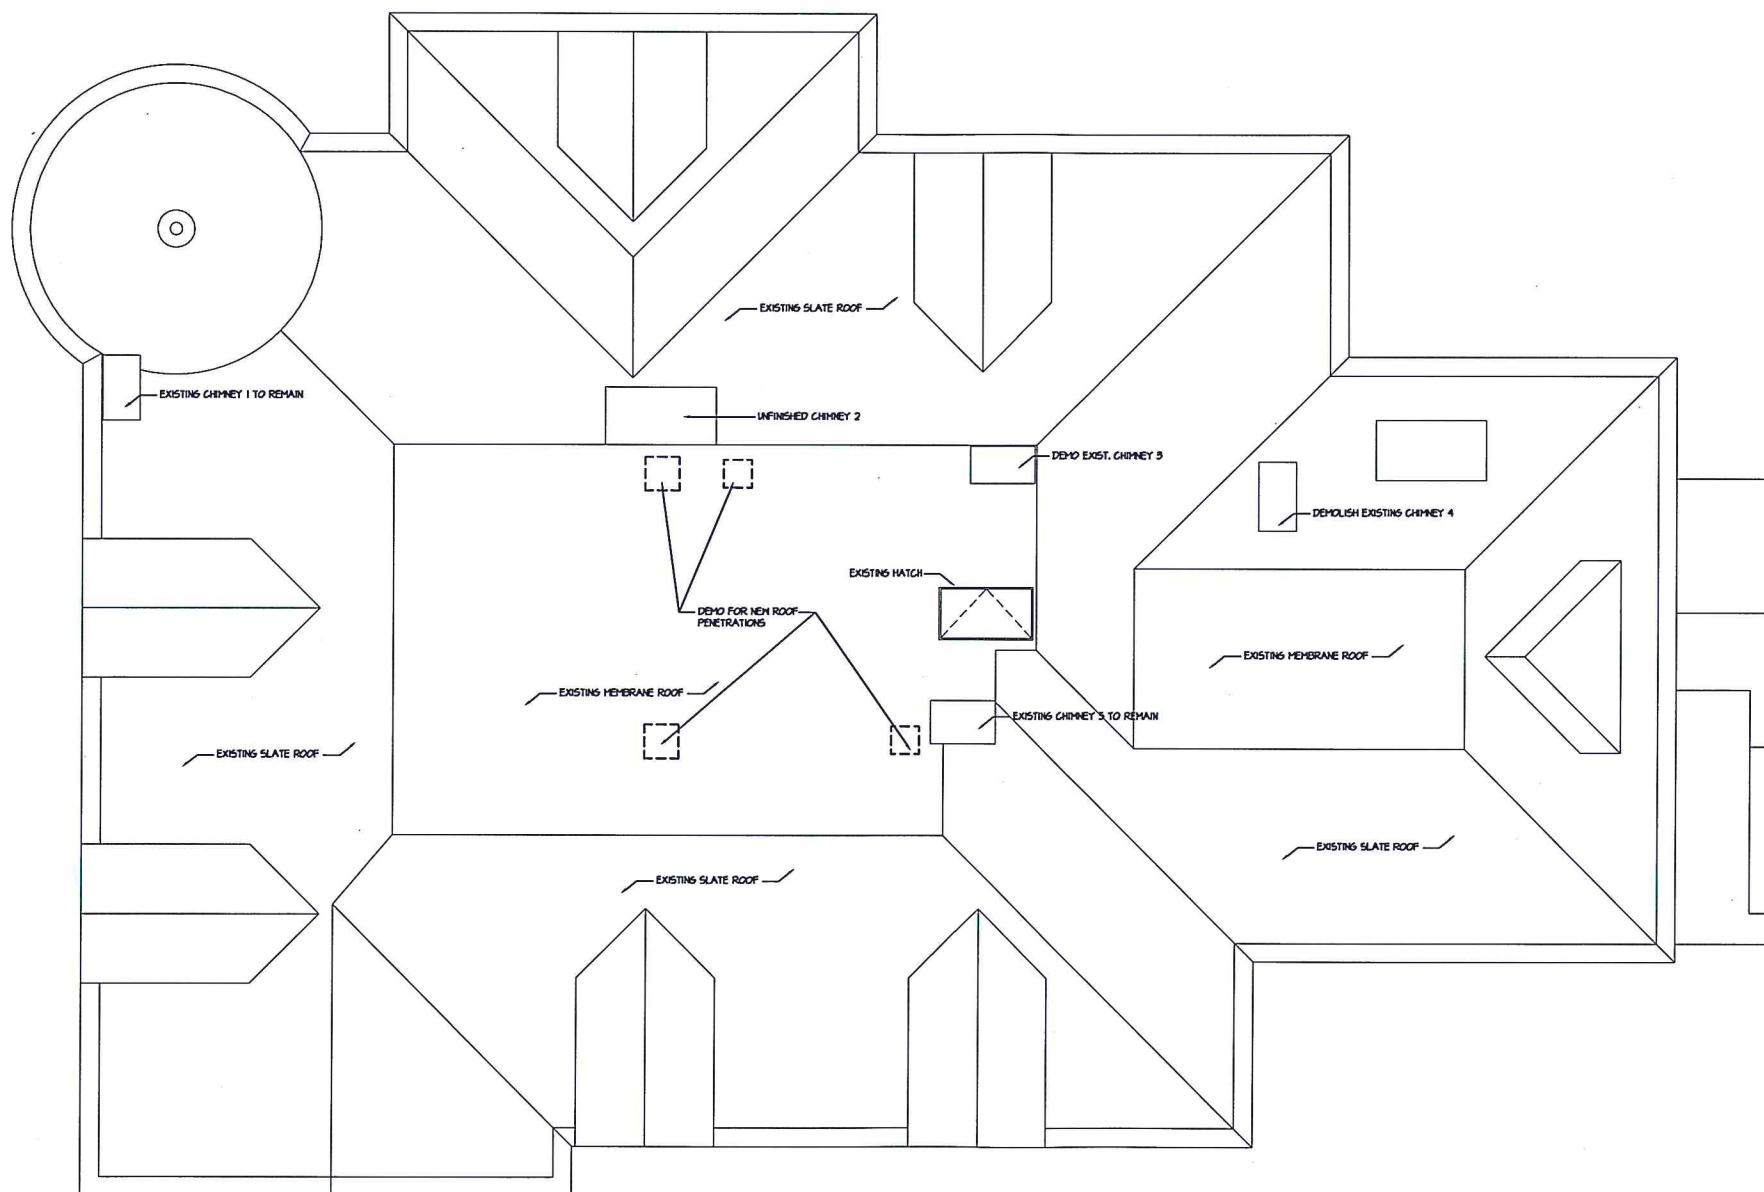 EXISTING SLATE ROOF
EXISTING CHIMNEY 1 TO REMAIN
UNFINISHED CHIMNEY 2
DEMO EXIST. CHIMNEY 3
DEMOLISH EXISTING CHIMNEY 4
EXISTING HATCH
DEMO FOR NEW ROOF
PENETRATIONS
EXISTING MEMBRANE ROOF
EXISTING MEMBRANE ROOF
EXISTING CHIMNEY 5 TO REMAIN
EXISTING SLATE ROOF
EXISTING SLATE ROOF
EXISTING SLATE ROOF